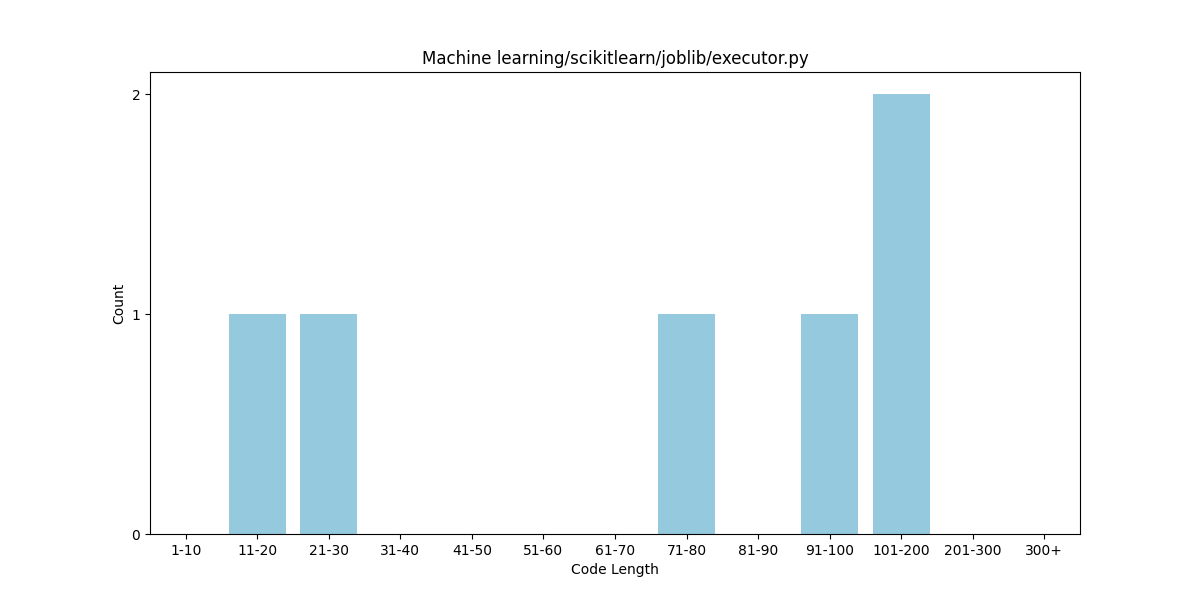 Machine learning/scikitlearn/joblib/executor.py
Count
2
1
0
1-10 11-20 21-30 31-40 41-50 51-60 61-70 71-80 81-90 91-100 101-200 201-300 300+
Code Length